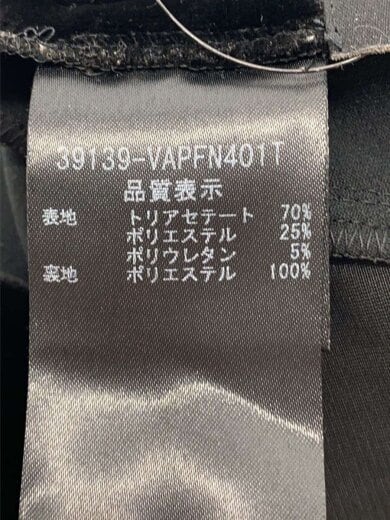 39139-VAPFN401T
品質表示
表地 トリアセテート 70%
ポリエステル 25%
ポリウレタン 5%
裏地 ポリエステル 100%